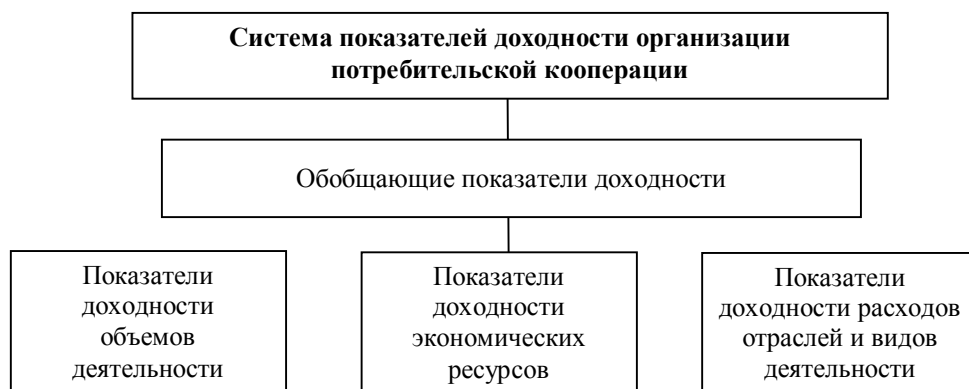 Система показателей доходности организации
потребительской кооперации
Обобщающие показатели доходности
Показатели
доходности
объемов
деятельности
Показатели
доходности
экономических
ресурсов
Показатели
доходности расходов
отраслей и видов
деятельности